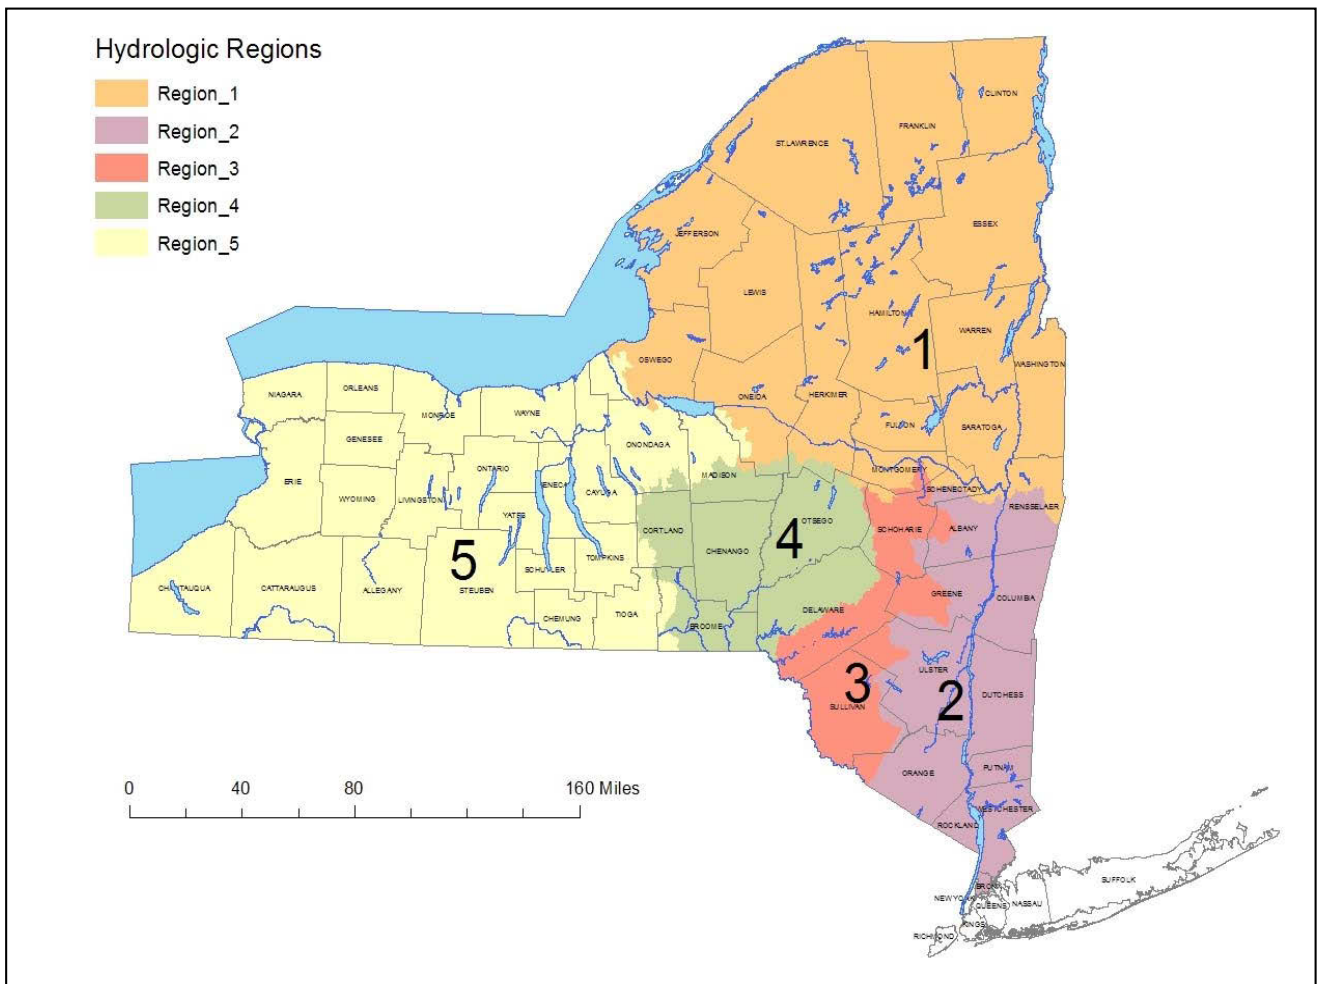 Hydrologic Regions
Region_1
Region_2
Region_3
Region_4
Region_5
CLINTON
FRANKLIN
ST.LAWRENCE
ESSEX
JEFFERSON
LEWIS
HAMILTON
WARREN
1
OSWEGO
WASHINGTON
ONEIDA
HERKIMER
FULTON
SARATOGA
NIAGARA
ORLEANS
MONROE
WAYNE
GENESEE
ONONDAGA
ONTARIO
MADISON
MONTGOMERY
SCHENECTADY
ERIE
WYOMING
LIVINGSTON
SENECA
CAYUGA
RENSSELAER
YATES
CORTLAND
OTSEGO
SCHOHARIE
ALBANY
4
CHENANGO
5
TOMPKINS
SCHUYLER
CHATAUQUA
CATTARAUGUS
ALLEGANY
STEUBEN
GREENE
COLUMBIA
CHEMUNG
TIOGA
DELAWARE
BROOME
ULSTER
3
2
DUTCHESS
SULLIVAN
ORANGE
PUTNAM
0 40 80 160 Miles
WESTCHESTER
ROCKLAND
SUFFOLK
BRONX
NEW YORK
QUEENS
NASSAU
KINGS
RICHMOND